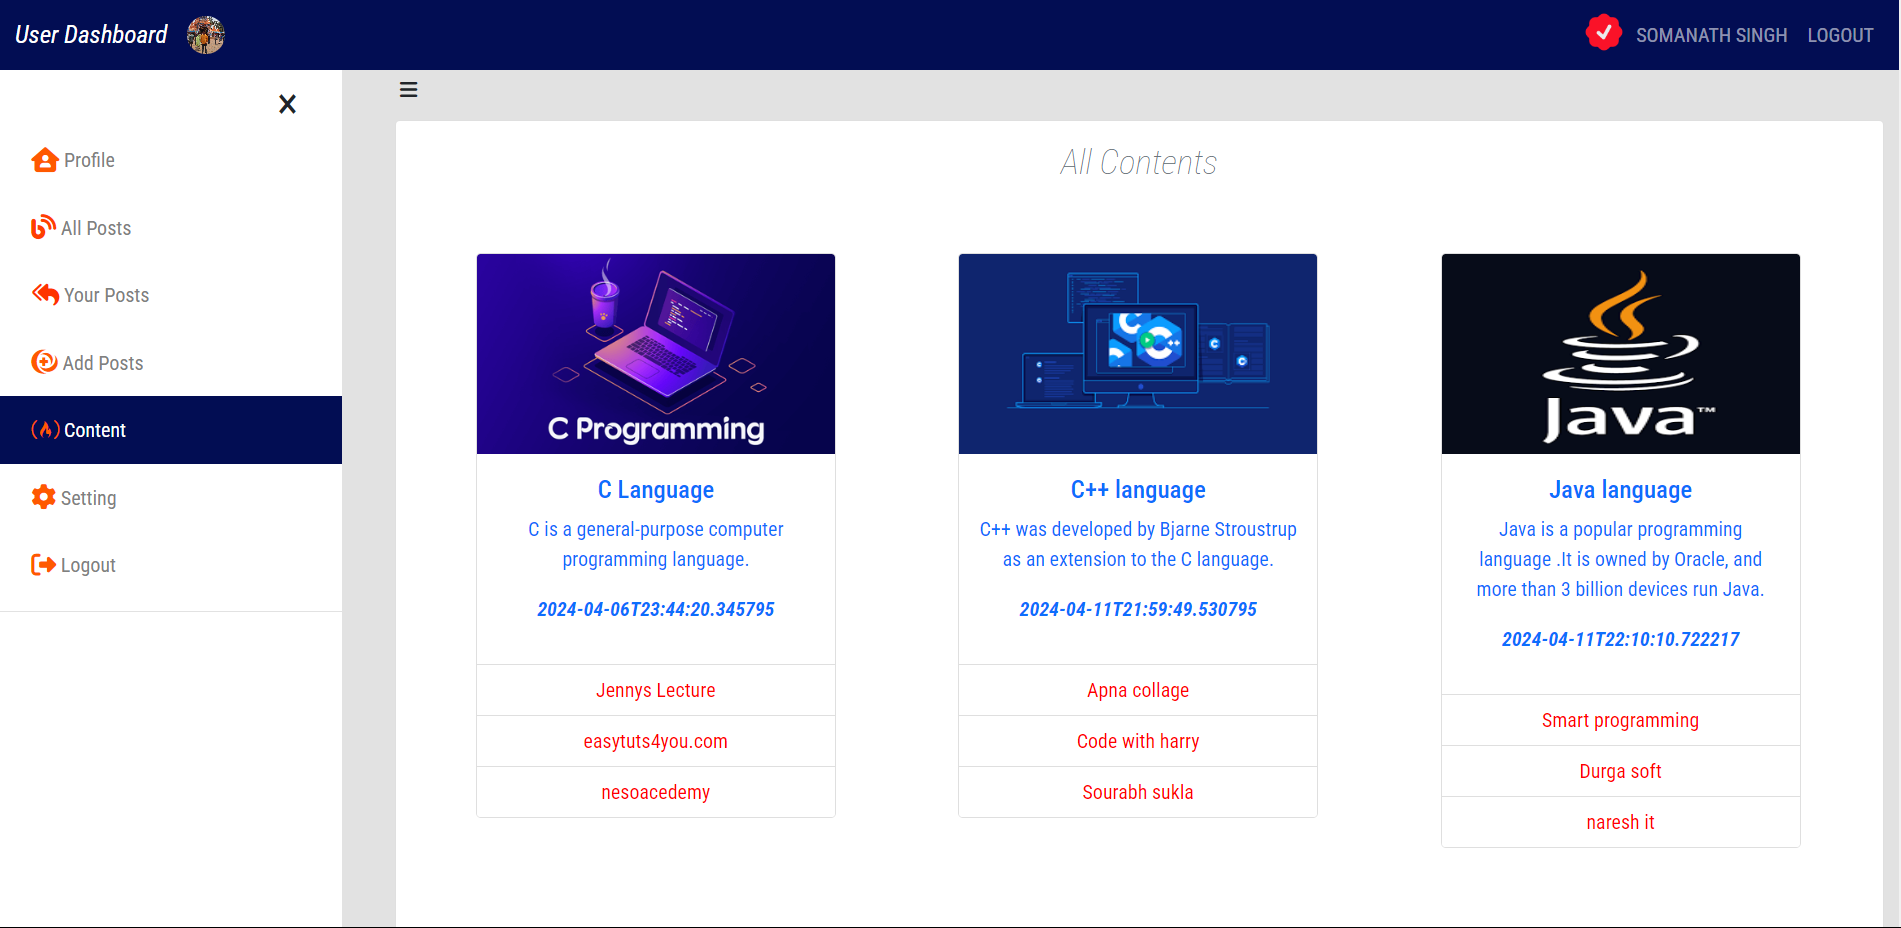 User Dashboard
SOMANATH SINGH LOGOUT
Profile
All Posts
Your Posts
Add Posts
Content
Setting
Logout
All Contents
C Programming
C Language
C is a general-purpose computer
programming language.
2024-04-06T23:44:20.345795
Jennys Lecture
easytuts4you.com
nesoacedemy
C
C++
C++ language
C++ was developed by Bjarne Stroustrup
as an extension to the C language.
2024-04-11T21:59:49.530795
Apna collage
Code with harry
Sourabh sukla
Java™
Java language
Java is a popular programming
language .It is owned by Oracle, and
more than 3 billion devices run Java.
2024-04-11T22:10:10.722217
Smart programming
Durga soft
naresh it